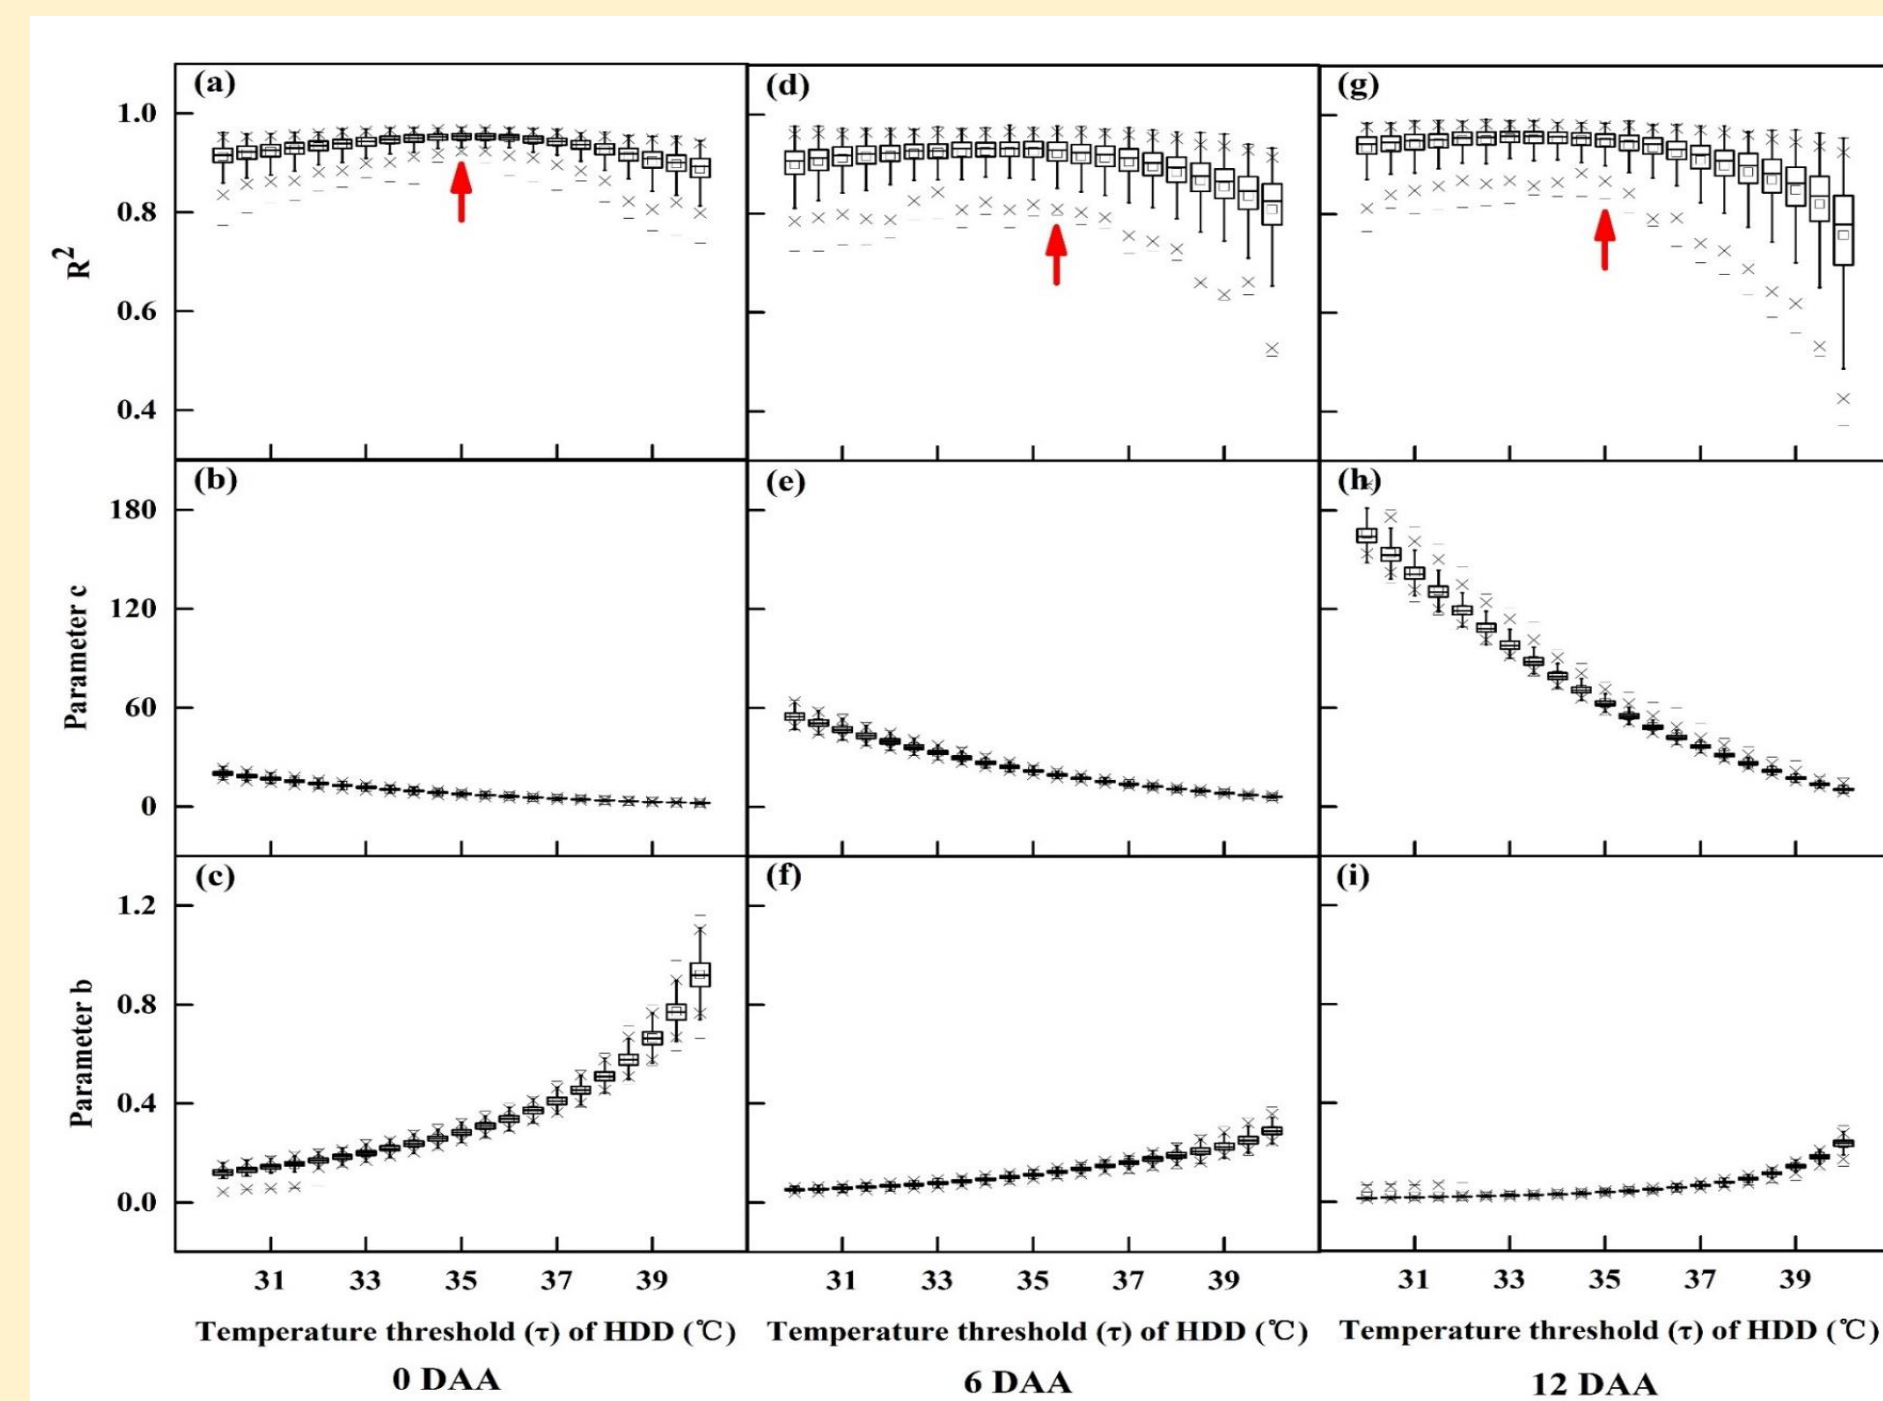 (a) (d) (g)
1.0
0.8
R2
0.6
0.4
(b) (e) (h)
180
120
Parameter c
60
0
(c) (f) (i)
1.2
0.8
Parameter b
0.4
0.0
31 33 35 37 39 31 33 35 37 39 31 33 35 37 39
Temperature threshold (τ) of HDD (℃) Temperature threshold (τ) of HDD (℃) Temperature threshold (τ) of HDD (℃)
0 DAA 6 DAA 12 DAA